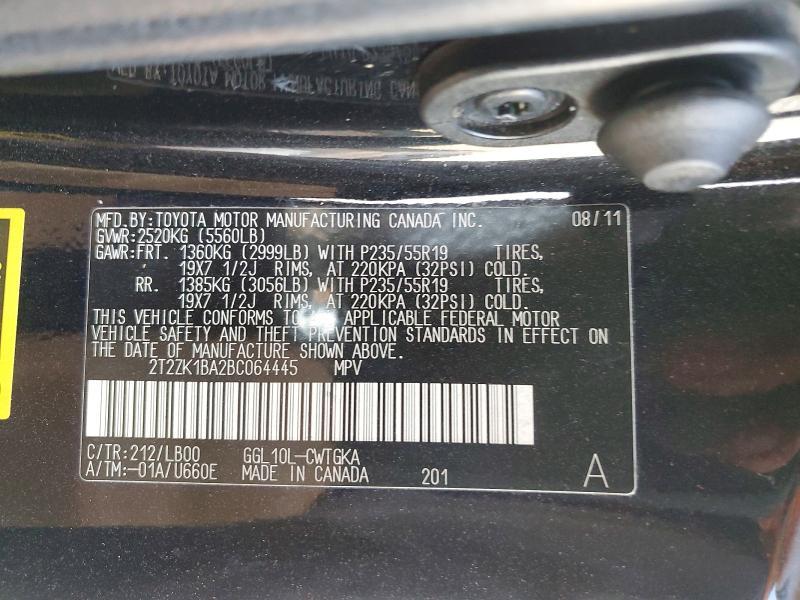 MFD.BY:TOYOTA MOTOR MANUFACTURING CANADA INC. 08/11
GVWR:2520KG (5560LB)
GAWR:FRT. 1360KG (2999LB) WITH P235/55R19 TIRES,
19X7 1/2J RIMS, AT 220KPA (32PSI) COLD.
RR. 1385KG (3056LB) WITH P235/55R19 TIRES,
19X7 1/2J RIMS, AT 220KPA (32PSI) COLD.
THIS VEHICLE CONFORMS TO ALL APPLICABLE FEDERAL MOTOR
VEHICLE SAFETY AND THEFT PREVENTION STANDARDS IN EFFECT ON
THE DATE OF MANUFACTURE SHOWN ABOVE.
2T2ZK1BA2BC064445 MPV
C/TR:212/LB00 GGL10L-CWTGKA
A/TM:-01A/U660E MADE IN CANADA 201 A